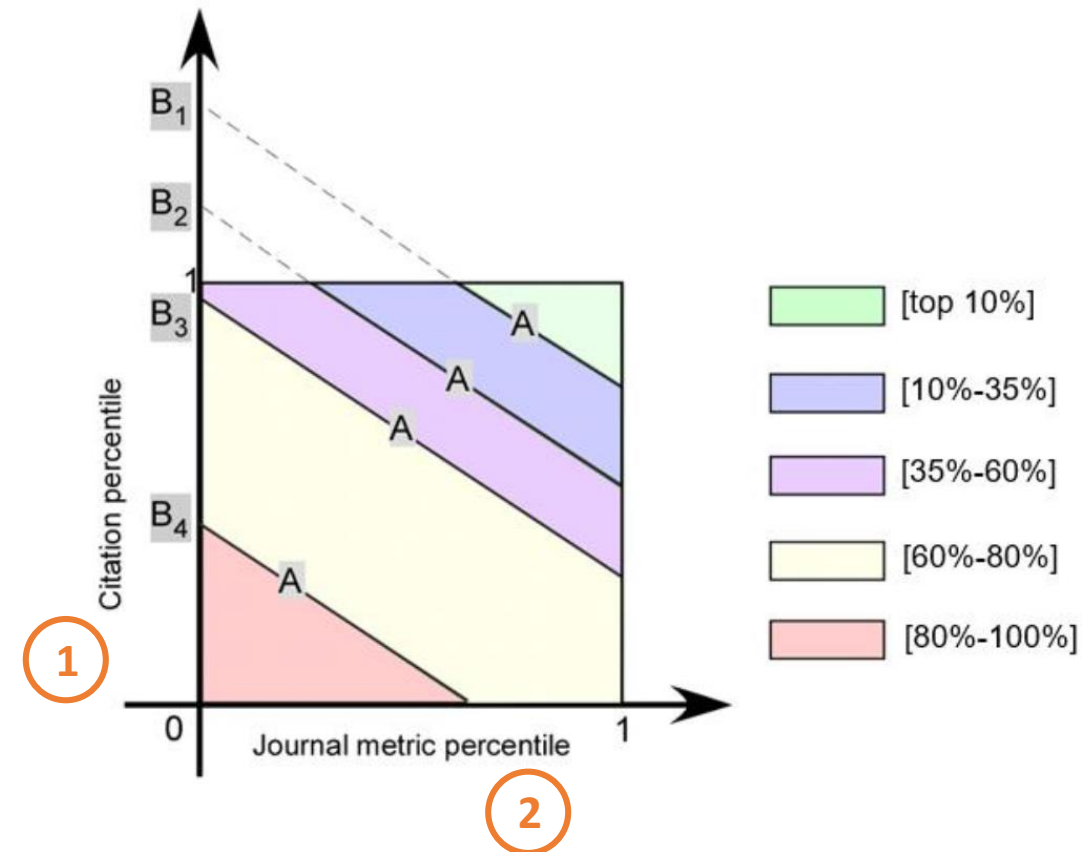 B1
B2
1
B3
A
A
A
B4
A
Citation percentile
1
0
Journal metric percentile
1
2
[top 10%]
[10%-35%]
[35%-60%]
[60%-80%]
[80%-100%]